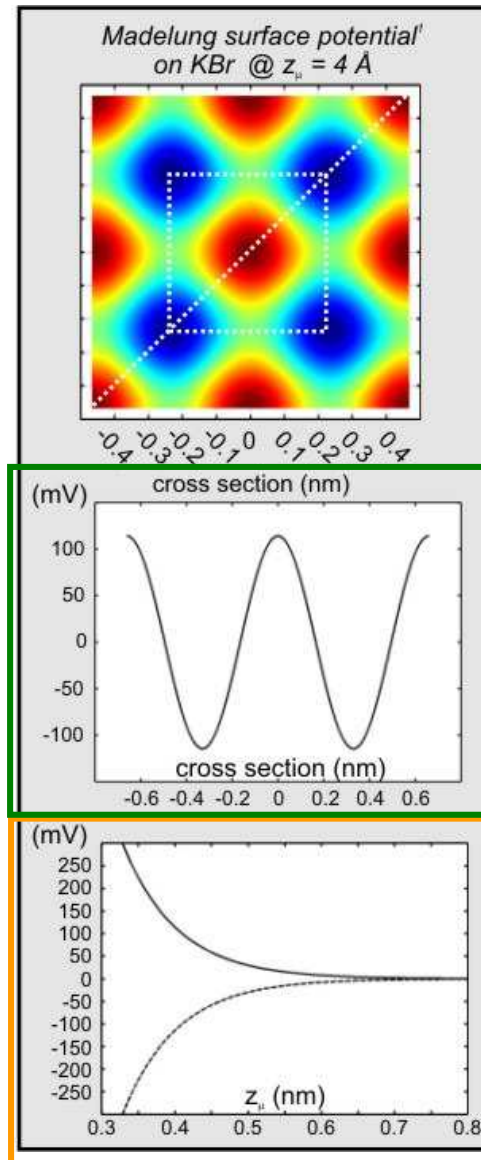 Madelung surface potential¹
on KBr @ zμ = 4 Å
-0.4 -0.3 -0.2 -0.1 0 0.1 0.2 0.3 0.4
cross section (nm)
(mV)
100
50
0
-50
-100
cross section (nm)
-0.6 -0.4 -0.2 0 0.2 0.4 0.6
(mV)
250
200
150
100
50
0
-50
-100
-150
-200
-250
zμ (nm)
0.3 0.4 0.5 0.6 0.7 0.8